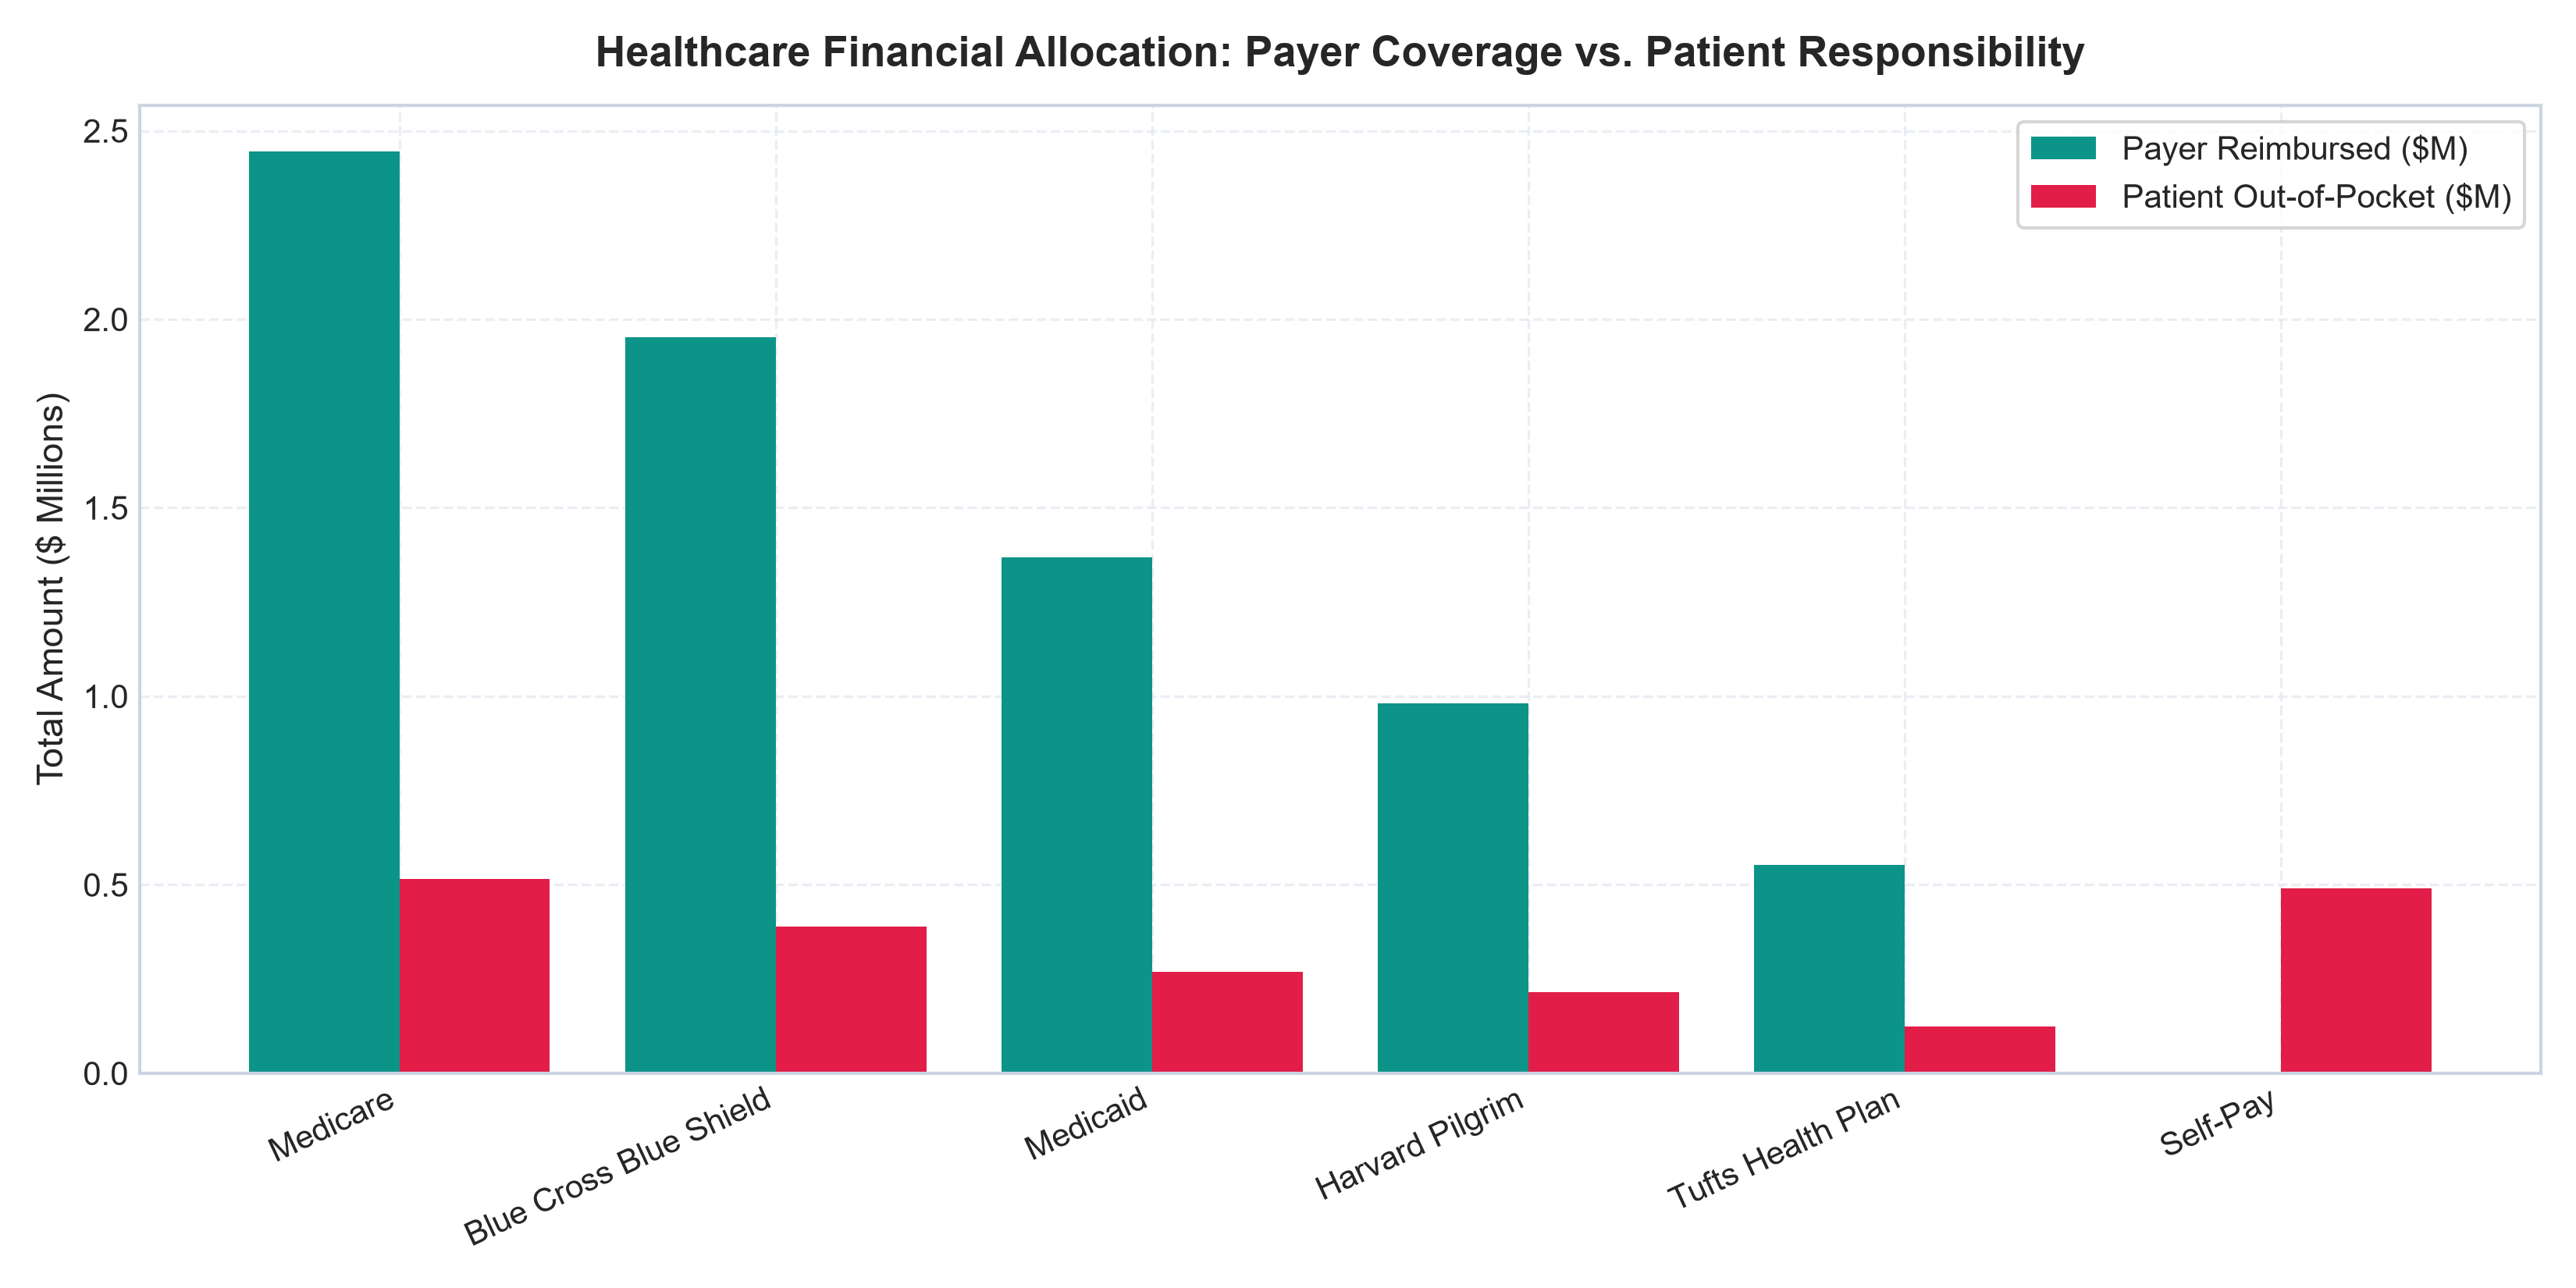 Healthcare Financial Allocation: Payer Coverage vs. Patient Responsibility
Payer Reimbursed ($M)
Patient Out-of-Pocket ($M)
Total Amount ($ Millions)
2.5
2.0
1.5
1.0
0.5
0.0
Medicare
Blue Cross Blue Shield
Medicaid
Harvard Pilgrim
Tufts Health Plan
Self-Pay